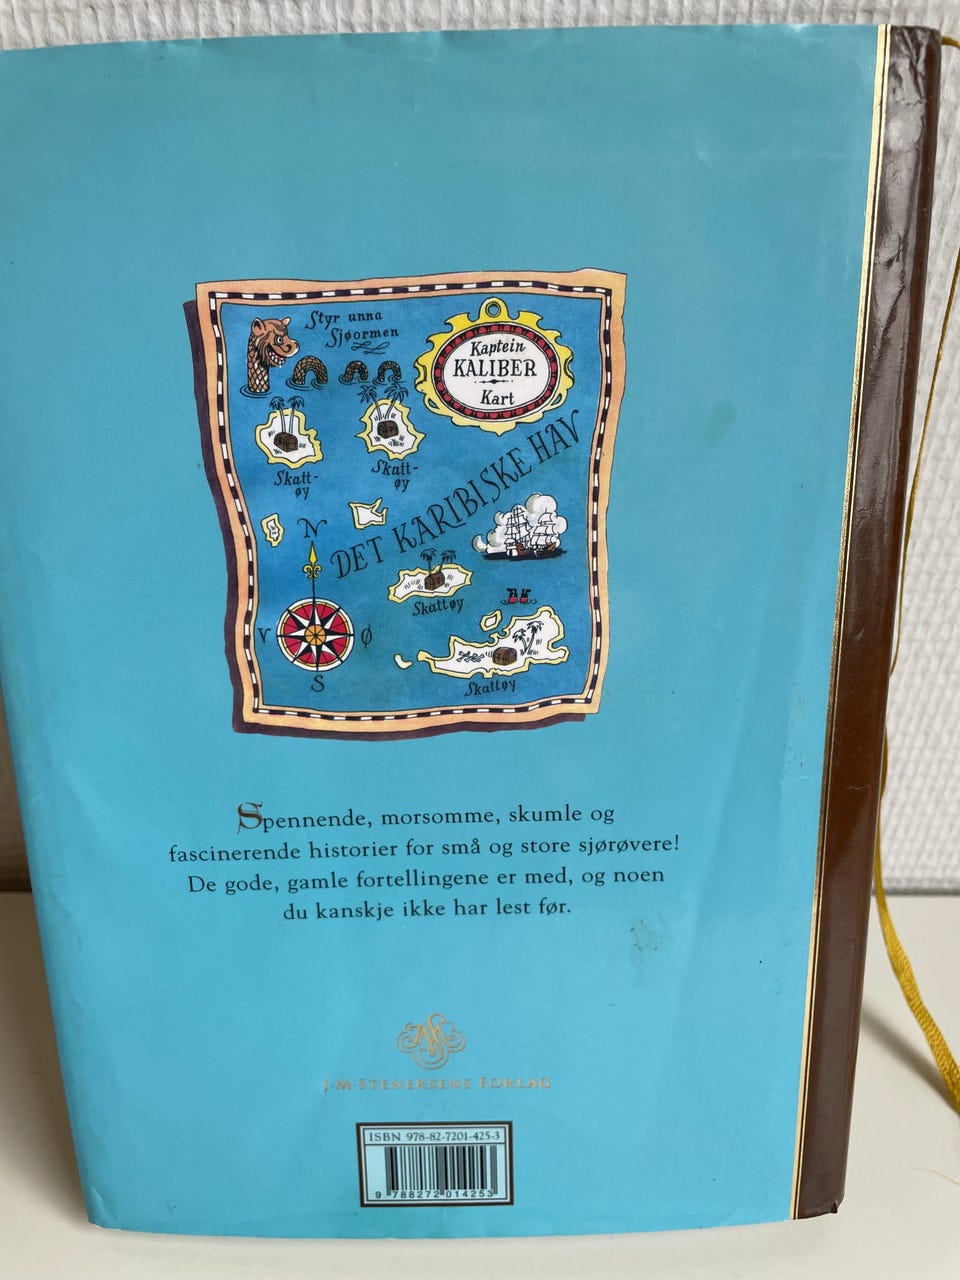 Styr unna
Sjøormen
Kaptein
KALIBER
Kart
Skatt-
øy
Skatt-
øy
DET KARIBISKE HAV
N
V
Ø
S
Skattøy
Skattøy
Spennende, morsomme, skumle og
fascinerende historier for små og store sjørøvere!
De gode, gamle fortellingene er med, og noen
du kanskje ikke har lest før.
J·M·STENERSENS FORLAG
ISBN 978-82-7201-425-3
9 788272 014253